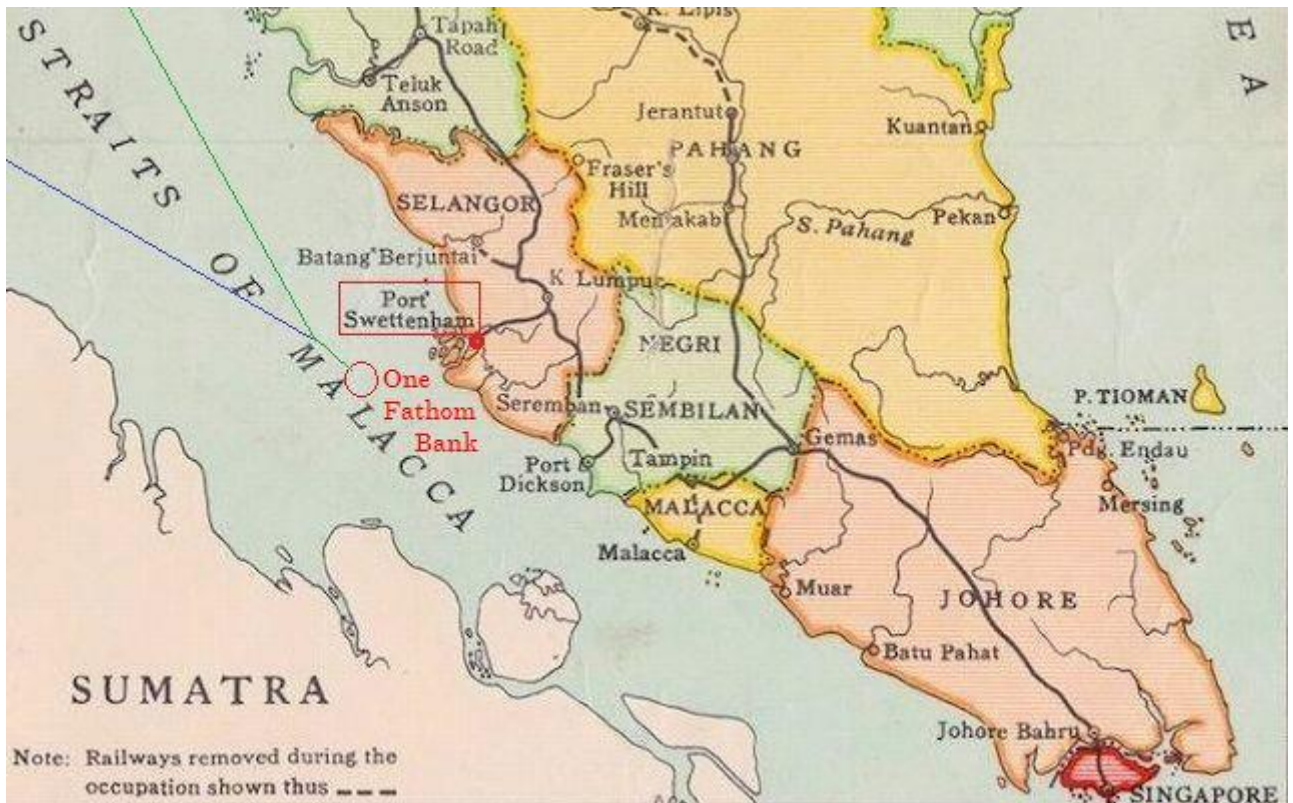 K. Lipis
EA
Tapah
Road
STRAITS OF MALACCA
Teluk
Anson
Jerantut
Kuantan
PAHANG
Fraser's
Hill
SELANGOR
Mentakab
Pekan
S. Pahang
Batang Berjuntai
K Lumpur
Port
Swettenham
NEGRI
SEMBILAN
One
Fathom
Bank
P. TIOMAN
Seremban
Gemas
Pdg. Endau
Port
Dickson
Tampin
Mersing
MALACCA
Malacca
Muar
JOHORE
Batu Pahat
SUMATRA
Johore Bahru
Note: Railways removed during the
occupation shown thus
SINGAPORE